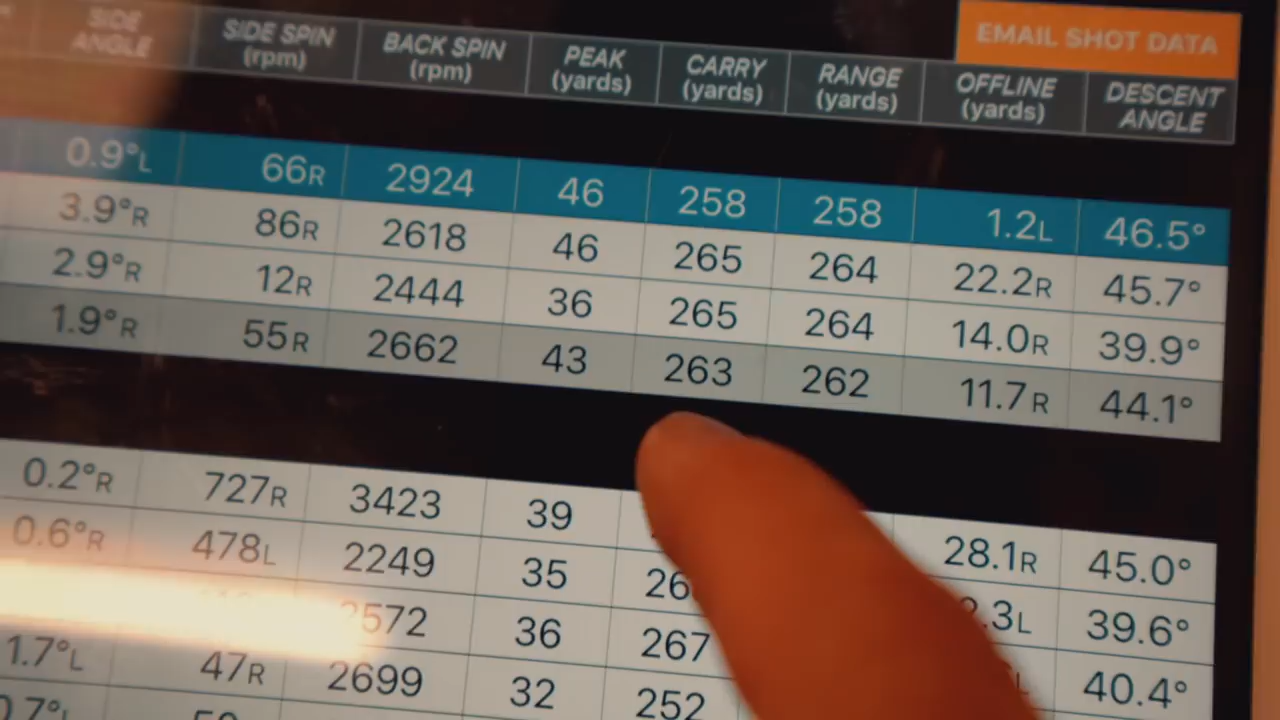 EMAIL SHOT DATA
SIDE ANGLE SIDE SPIN (rpm) BACK SPIN (rpm) PEAK (yards) CARRY (yards) RANGE (yards) OFFLINE (yards) DESCENT ANGLE
0.9°L 66R 2924 46 258 258 1.2L 46.5°
3.9°R 86R 2618 46 265 264 22.2R 45.7°
2.9°R 12R 2444 36 265 264 14.0R 39.9°
1.9°R 55R 2662 43 263 262 11.7R 44.1°
0.2°R 727R 3423 39 28.1R 45.0°
0.6°R 478L 2249 35 39.6°
36 267 40.4°
1.7°L 47R 2699 32 252